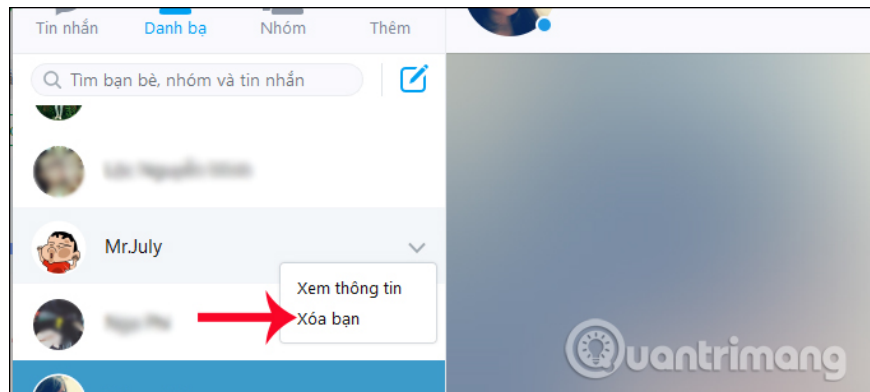 Tin nhắn Danh bạ Nhóm Thêm
Tìm bạn bè, nhóm và tin nhắn
Mr.July
Xem thông tin
Xóa bạn
Quantrimang